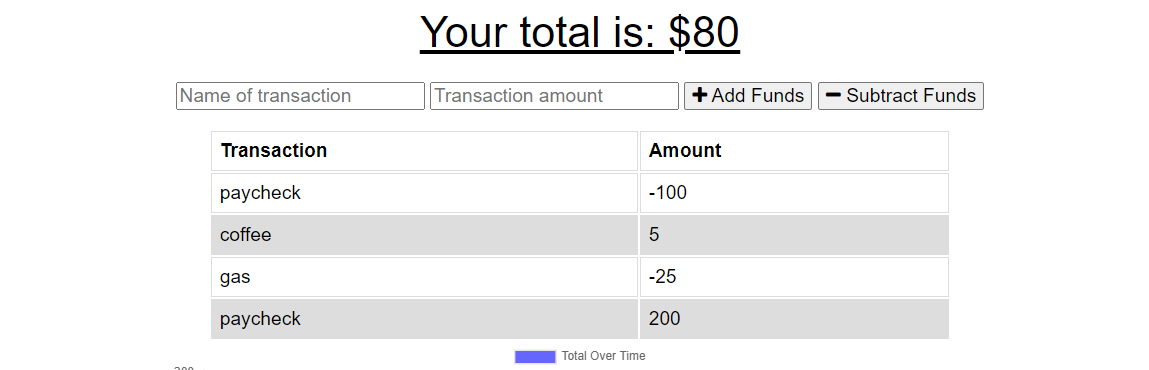 Your total is: $80
Name of transaction Transaction amount Add Funds Subtract Funds
Transaction Amount
paycheck -100
coffee 5
gas -25
paycheck 200
Total Over Time